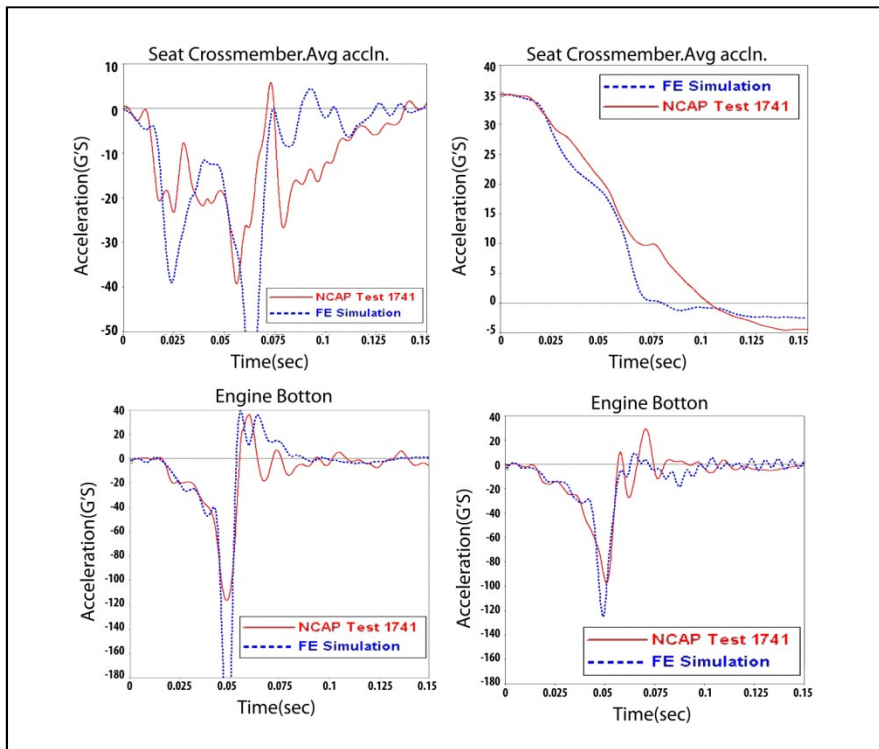 Seat Crossmember.Avg accln.
10
0
-10
-20
-30
-40
-50
Acceleration(G'S)
NCAP Test 1741
FE Simulation
0 0.025 0.05 0.075 0.1 0.125 0.15
Time(sec)
Seat Crossmember.Avg accln.
40
35
30
25
20
15
10
5
0
-5
Acceleration(G'S)
FE Simulation
NCAP Test 1741
0 0.025 0.05 0.075 0.1 0.125 0.15
Time(sec)
Engine Botton
40
20
0
-20
-40
-60
-80
-100
-120
-140
-160
-180
Acceleration(G'S)
NCAP Test 1741
FE Simulation
0 0.025 0.05 0.075 0.1 0.125 0.15
Time(sec)
Engine Botton
40
20
0
-20
-40
-60
-80
-100
-120
-140
-160
-180
Acceleration(G'S)
NCAP Test 1741
FE Simulation
0 0.025 0.05 0.075 0.1 0.125 0.15
Time(sec)